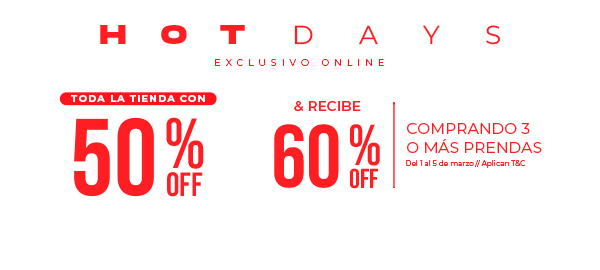 HOT DAYS
EXCLUSIVO ONLINE
TODA LA TIENDA CON
50% OFF
& RECIBE
60% OFF
COMPRANDO 3
O MÁS PRENDAS
Del 1 al 5 de marzo // Aplican T&C